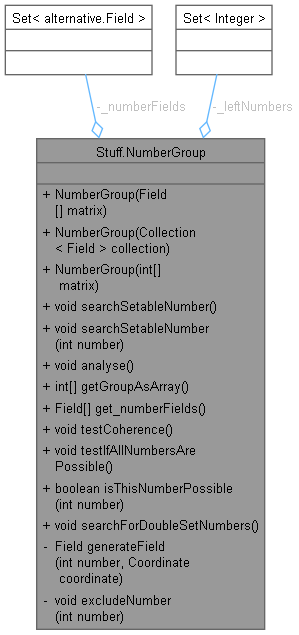 Set< alternative.Field >
Set< Integer >
-_numberFields
-_leftNumbers
Stuff.NumberGroup
+ NumberGroup(Field
[] matrix)
+ NumberGroup(Collection
< Field > collection)
+ NumberGroup(int[]
matrix)
+ void searchSetableNumber()
+ void searchSetableNumber
(int number)
+ void analyse()
+ int[] getGroupAsArray()
+ Field[] get_numberFields()
+ void testCoherence()
+ void testIfAllNumbersAre
Possible()
+ boolean isThisNumberPossible
(int number)
+ void searchForDoubleSetNumbers()
- Field generateField
(int number, Coordinate
coordinate)
- void excludeNumber
(int number)